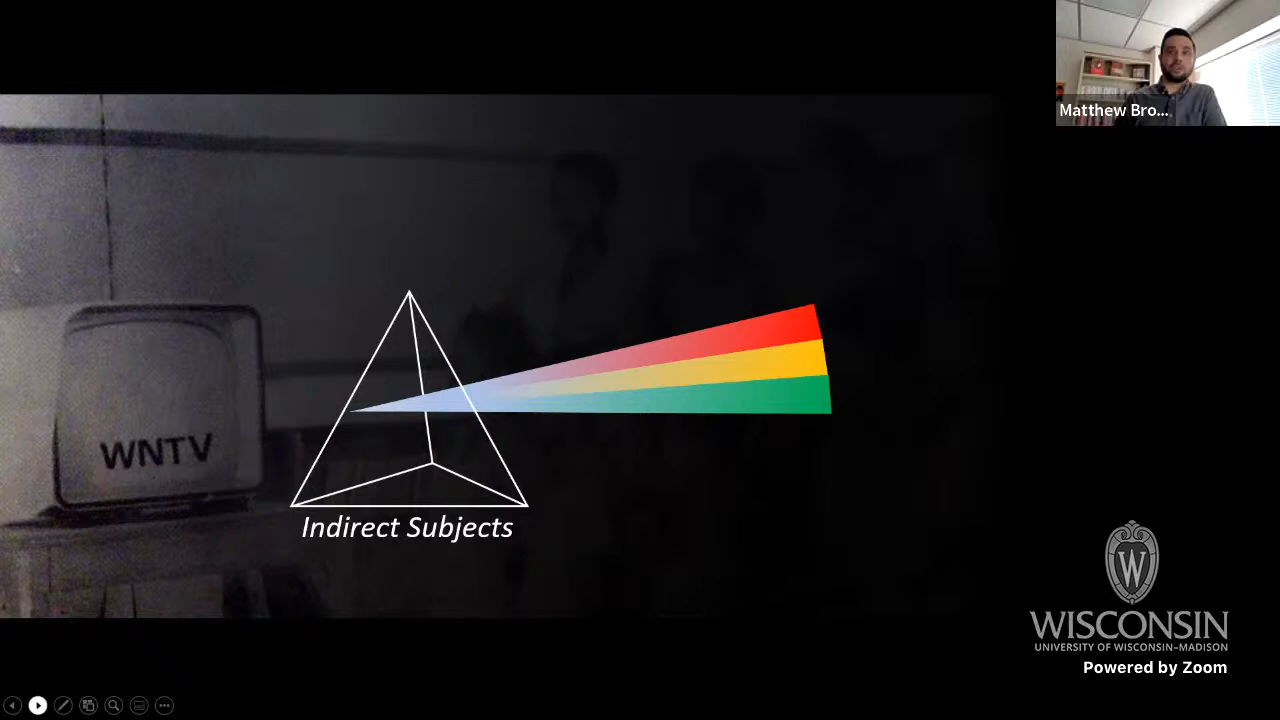 Matthew Bro...
WNTV
Indirect Subjects
W
WISCONSIN
UNIVERSITY OF WISCONSIN–MADISON
Powered by Zoom